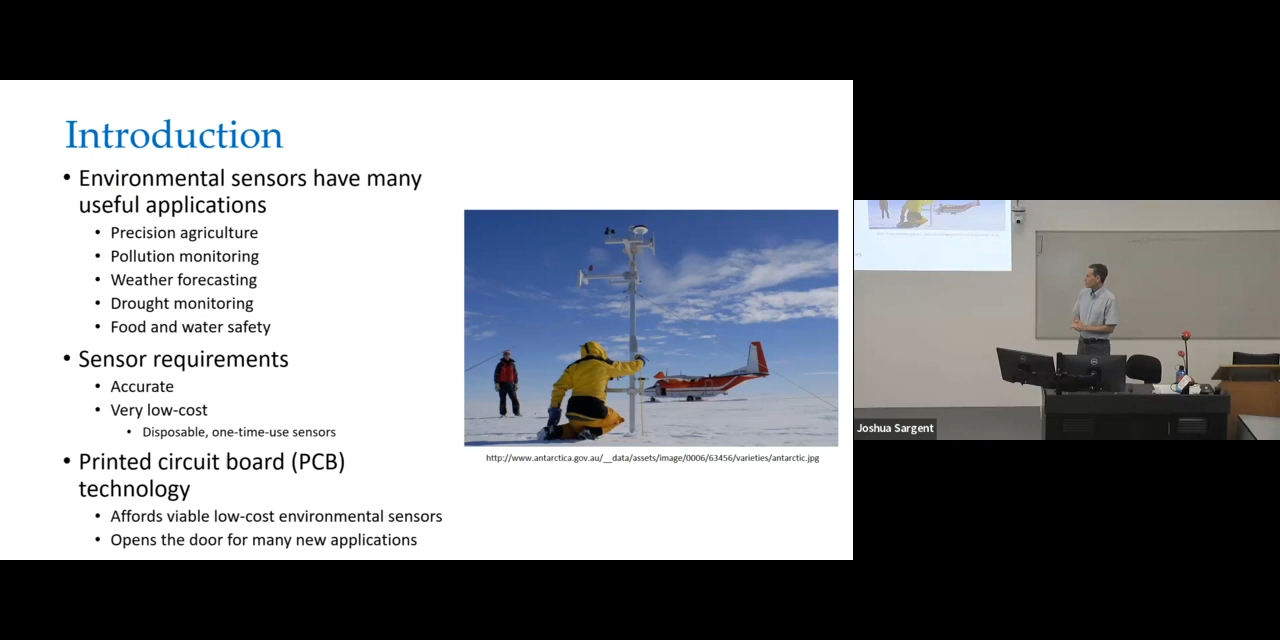 Introduction
• Environmental sensors have many
useful applications
• Precision agriculture
• Pollution monitoring
• Weather forecasting
• Drought monitoring
• Food and water safety
• Sensor requirements
• Accurate
• Very low-cost
• Disposable, one-time-use sensors
• Printed circuit board (PCB)
technology
• Affords viable low-cost environmental sensors
• Opens the door for many new applications
http://www.antarctica.gov.au/__data/assets/image/0006/63456/varieties/antarctic.jpg
Joshua Sargent